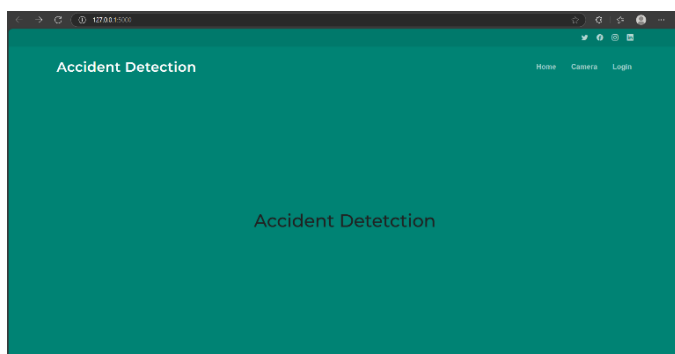 127.0.0.1:5000
Accident Detection
Home Camera Login
Accident Detetction